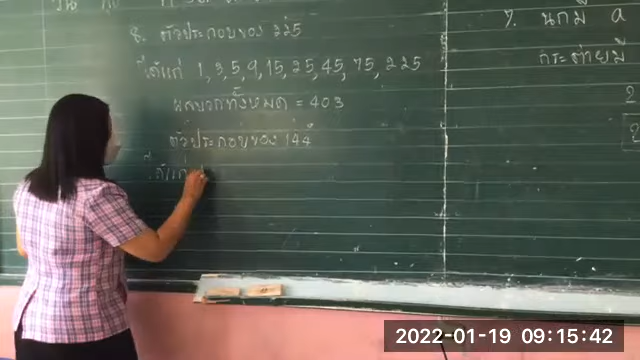 8. ตัวประกอบของ 225
ได้แก่ 1, 3, 5, 9, 15, 25, 45, 75, 225
ผลบวกทั้งหมด = 403
ตัวประกอบของ 144
ได้แก่
7. นกมี a
กระต่ายมี
2
2022-01-19 09:15:42